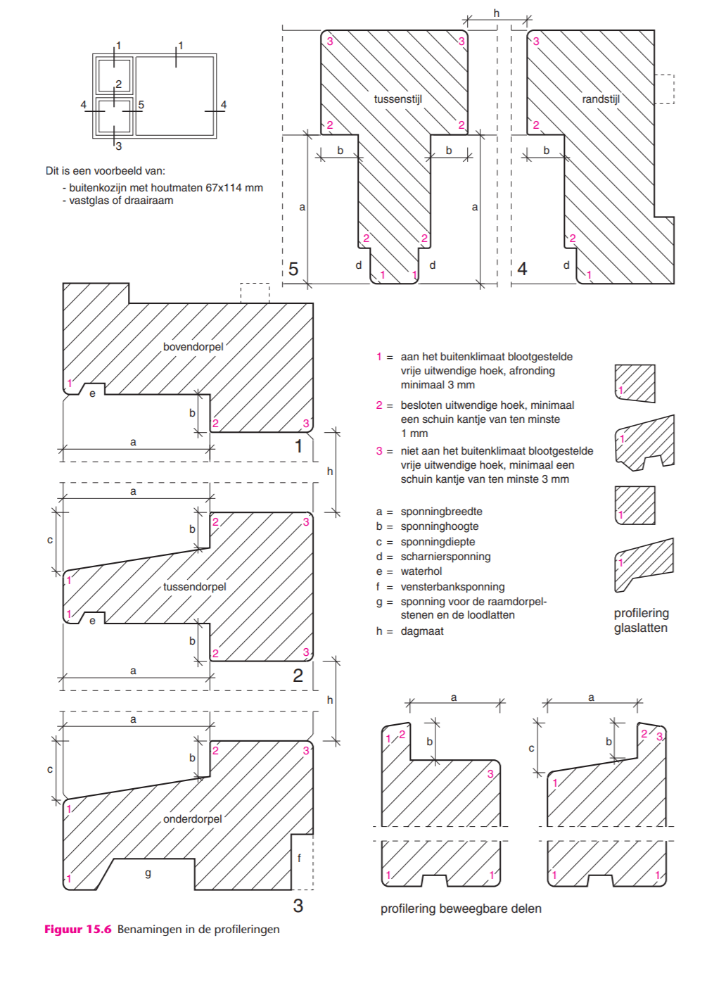 h
1
1
2
4
5
4
3
Dit is een voorbeeld van:
- buitenkozijn met houtmaten 67x114 mm
- vastglas of draairaam
3
3
3
tussenstijl
randstijl
2
2
2
b
b
b
a
a
2
2
2
5
d
d
4
d
1
1
1
bovendorpel
1
e
b
2
3
a
1
h
a
b
2
3
c
1
tussendorpel
1
e
b
2
3
a
2
h
a
b
2
3
c
1
onderdorpel
f
g
1
3
1 = aan het buitenklimaat blootgestelde
vrije uitwendige hoek, afronding
minimaal 3 mm
2 = besloten uitwendige hoek, minimaal
een schuin kantje van ten minste
1 mm
3 = niet aan het buitenklimaat blootgestelde
vrije uitwendige hoek, minimaal een
schuin kantje van ten minste 3 mm
a = sponningbreedte
b = sponninghoogte
c = sponningdiepte
d = scharniersponning
e = waterhol
f = vensterbanksponning
g = sponning voor de raamdorpel-
stenen en de loodlatten
h = dagmaat
1
1
1
1
profilering
glaslatten
a
1
2
b
3
1
1
a
c
b
2
3
1
1
1
profilering beweegbare delen
Figuur 15.6 Benamingen in de profileringen